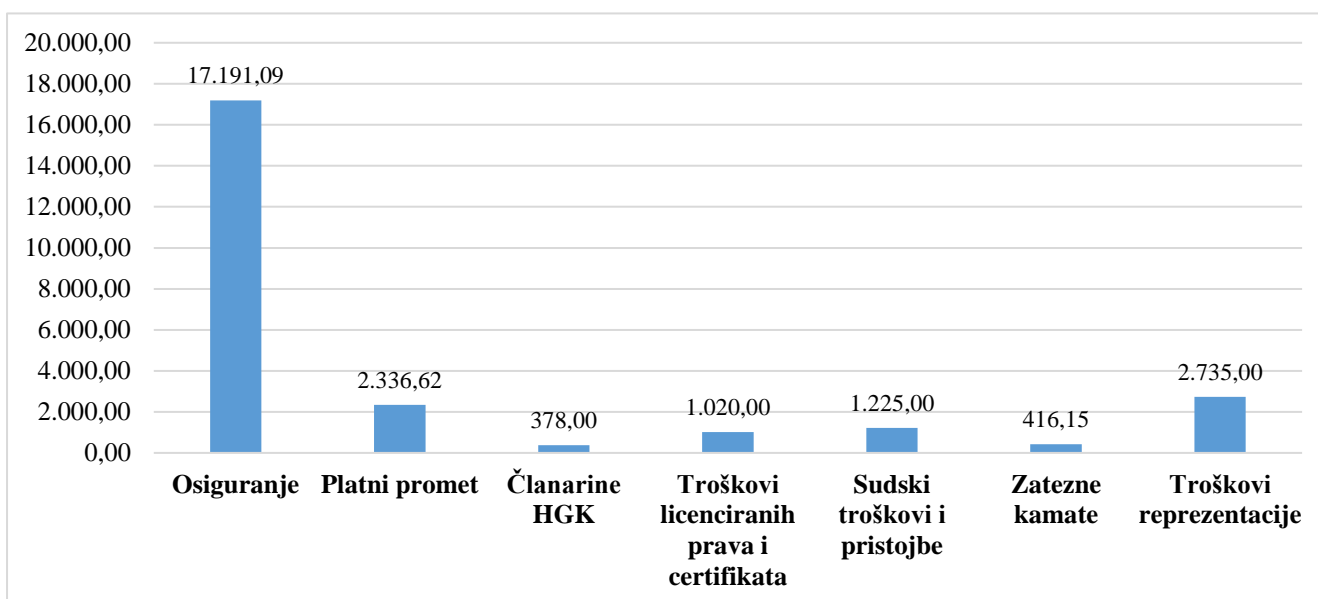 20.000,00
18.000,00
16.000,00
14.000,00
12.000,00
10.000,00
8.000,00
6.000,00
4.000,00
2.000,00
0,00
17.191,09
2.336,62
378,00
1.020,00
1.225,00
416,15
2.735,00
Osiguranje
Platni promet
Članarine
HGK
Troškovi
licenciranih
prava i
certifikata
Sudski
troškovi i
pristojbe
Zatezne
kamate
Troškovi
reprezentacije